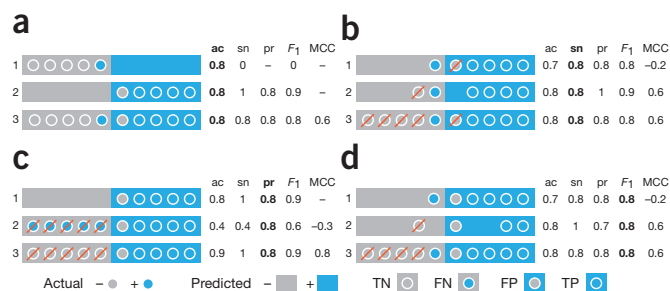 a
ac sn pr F1 MCC
1 0.8 0 – 0 –
2 0.8 1 0.8 0.9 –
3 0.8 0.8 0.8 0.8 0.6
b
ac sn pr F1 MCC
1 0.7 0.8 0.8 0.8 –0.2
2 0.8 0.8 1 0.9 0.6
3 0.8 0.8 0.8 0.8 0.6
c
ac sn pr F1 MCC
1 0.8 1 0.8 0.9 –
2 0.4 0.4 0.8 0.6 –0.3
3 0.9 1 0.8 0.9 0.8
d
ac sn pr F1 MCC
1 0.7 0.8 0.8 0.8 –0.2
2 0.8 1 0.7 0.8 0.6
3 0.8 0.8 0.8 0.8 0.6
Actual – + Predicted – + TN FN FP TP